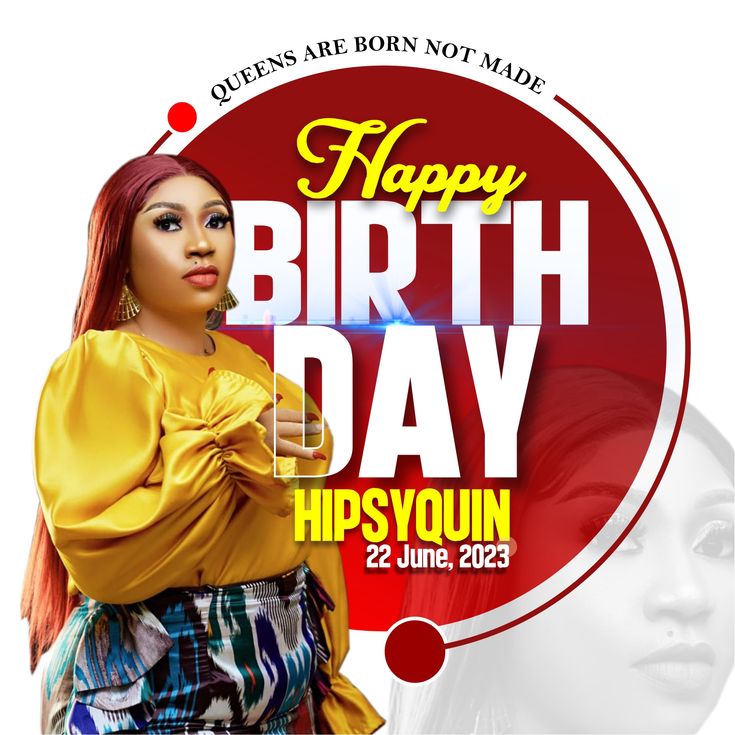 QUEENS ARE BORN NOT MADE
Happy
BIRTH
DAY
HIPSYQUIN
22 June, 2023